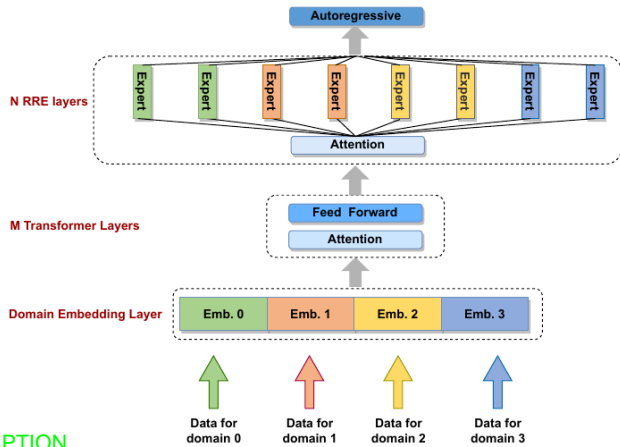 Autoregressive
N RRE layers
Expert Expert Expert Expert Expert Expert Expert Expert
Attention
M Transformer Layers
Feed Forward
Attention
Domain Embedding Layer
Emb. 0 Emb. 1 Emb. 2 Emb. 3
Data for domain 0
Data for domain 1
Data for domain 2
Data for domain 3
PTION